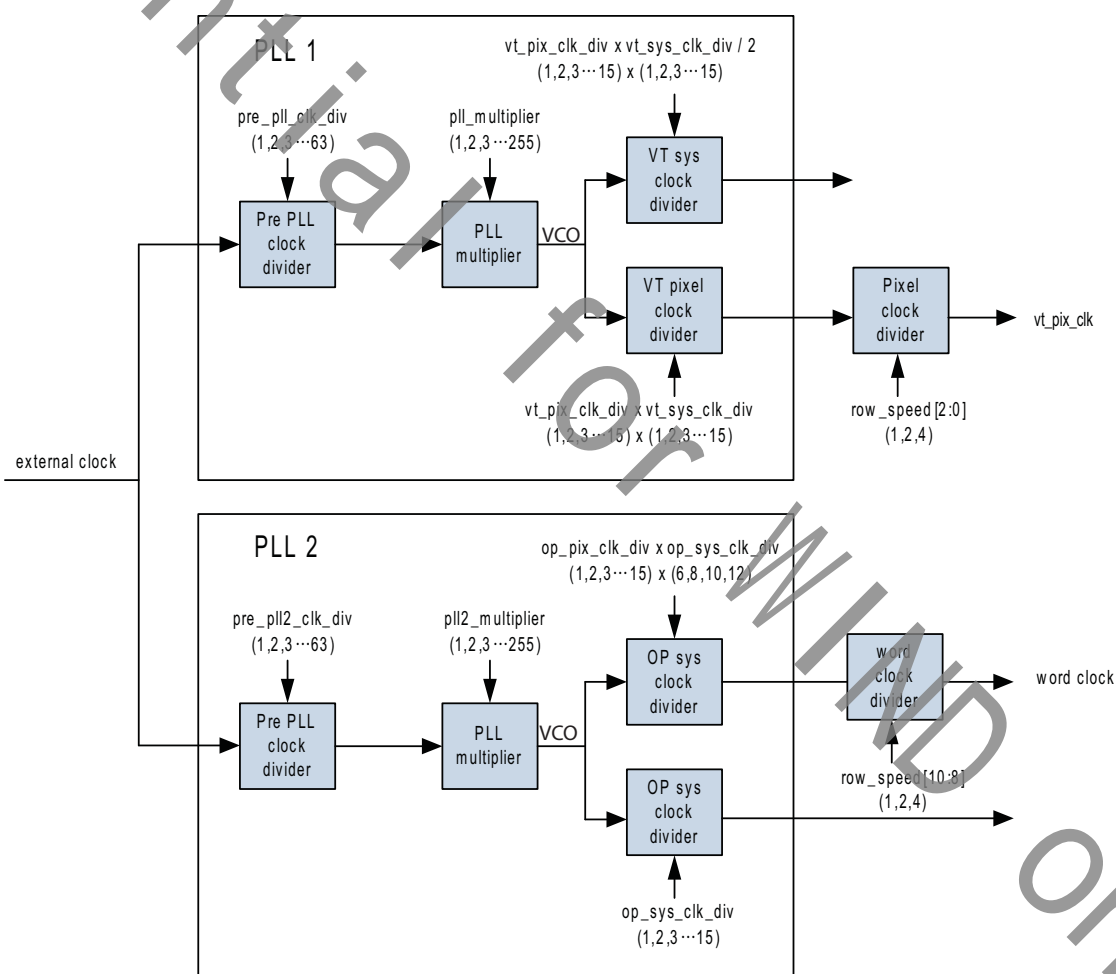 ntial for WIND or
PLL 1
vt_pix_clk_div x vt_sys_clk_div / 2
(1,2,3···15) x (1,2,3···15)
pre_pll_clk_div
(1,2,3···63)
pll_multiplier
(1,2,3···255)
VT sys
clock
divider
Pre PLL
clock
divider
PLL
multiplier
VCO
VT pixel
clock
divider
Pixel
clock
divider
vt_pix_clk
vt_pix_clk_div x vt_sys_clk_div
(1,2,3···15) x (1,2,3···15)
row_speed[2:0]
(1,2,4)
external clock
PLL 2
op_pix_clk_div x op_sys_clk_div
(1,2,3···15) x (6,8,10,12)
pre_pll2_clk_div
(1,2,3···63)
pll2_multiplier
(1,2,3···255)
OP sys
clock
divider
word
clock
divider
word clock
Pre PLL
clock
divider
PLL
multiplier
VCO
row_speed[10:8]
(1,2,4)
OP sys
clock
divider
op_sys_clk_div
(1,2,3···15)